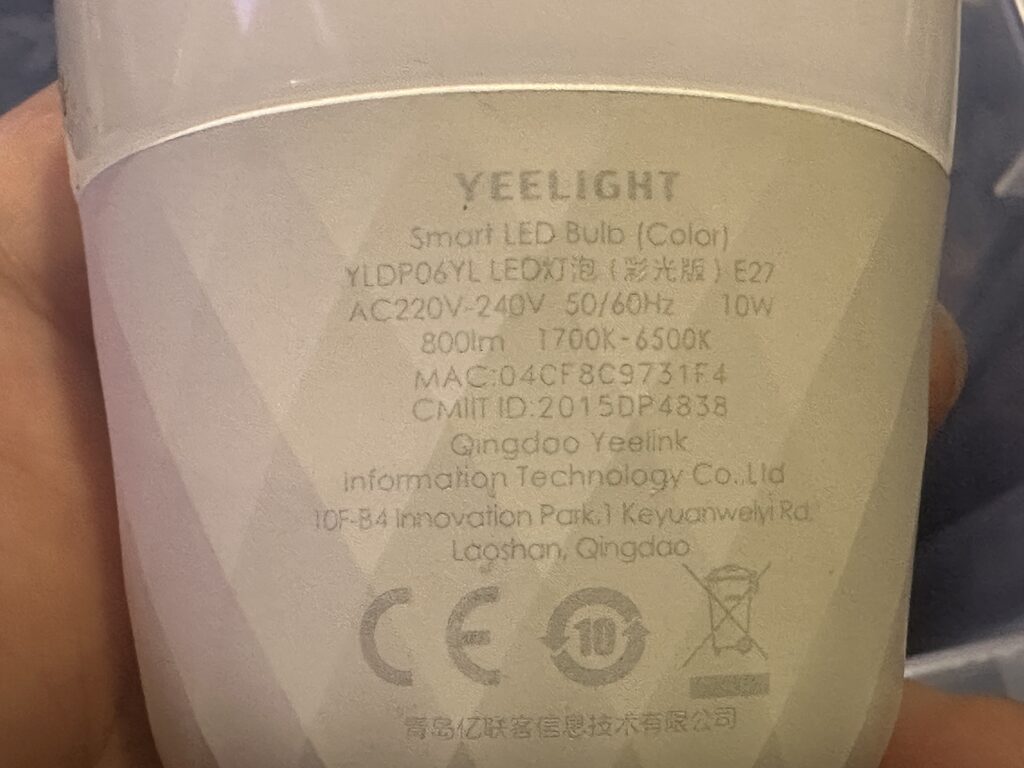 YEELIGHT
Smart LED Bulb (Color)
YLDP06YL LED灯泡（彩光版）E27
AC220V-240V 50/60Hz 10W
800lm 1700K-6500K
MAC:04CF8C9731F4
CMIIT ID:2015DP4838
Qingdao Yeelink
Information Technology Co.,Ltd
10F-B4 Innovation Park,1 Keyuanweiyi Rd.
Laoshan, Qingdao
CE 10
青岛亿联客信息技术有限公司